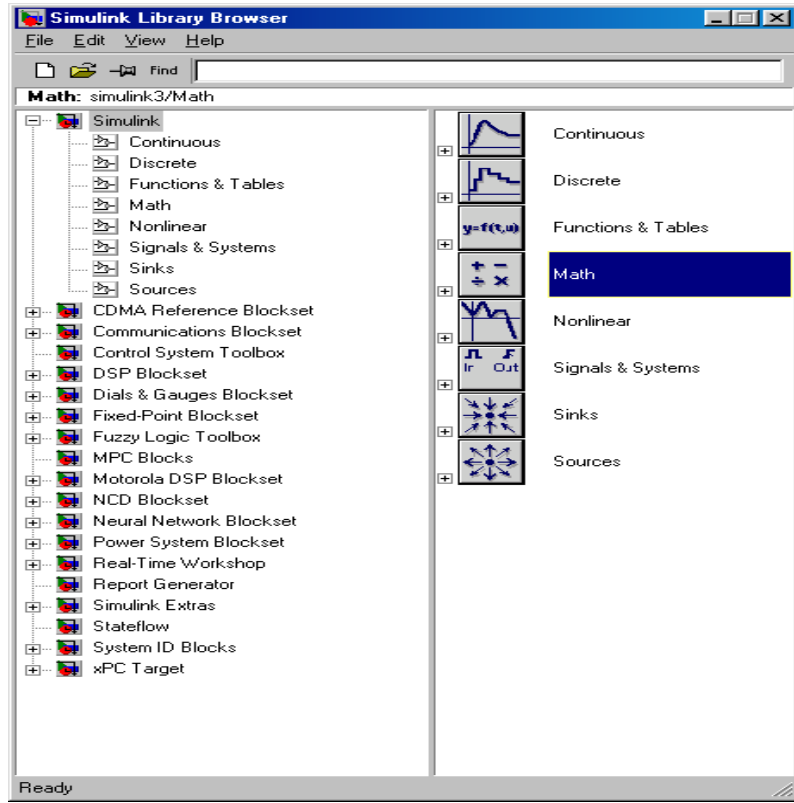 Simulink Library Browser
File Edit View Help
Find
Math: simulink3/Math
Simulink
Continuous
Discrete
Functions & Tables
Math
Nonlinear
Signals & Systems
Sinks
Sources
CDMA Reference Blockset
Communications Blockset
Control System Toolbox
DSP Blockset
Dials & Gauges Blockset
Fixed-Point Blockset
Fuzzy Logic Toolbox
MPC Blocks
Motorola DSP Blockset
NCD Blockset
Neural Network Blockset
Power System Blockset
Real-Time Workshop
Report Generator
Simulink Extras
Stateflow
System ID Blocks
xPC Target
Continuous
Discrete
y=f(t,u) Functions & Tables
Math
Nonlinear
In Out Signals & Systems
Sinks
Sources
Ready